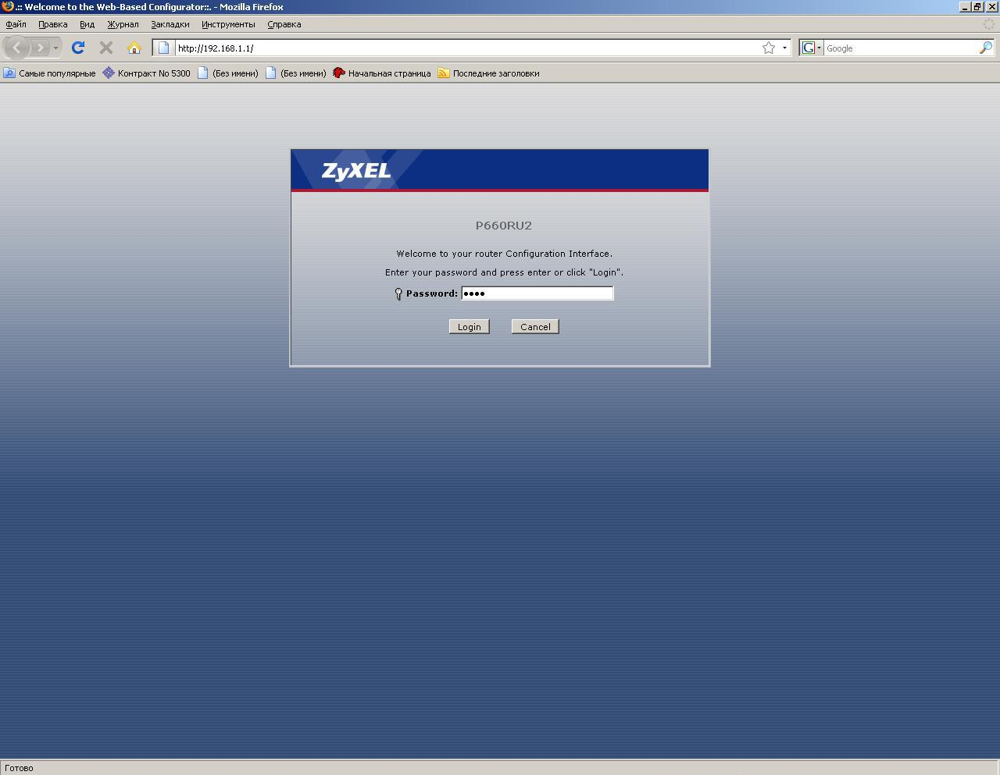 .:: Welcome to the Web-Based Configurator::. - Mozilla Firefox
Файл Правка Вид Журнал Закладки Инструменты Справка
http://192.168.1.1/ G Google
Самые популярные Контракт No 5300 (Без имени) (Без имени) Начальная страница Последние заголовки
ZyXEL
P660RU2
Welcome to your router Configuration Interface.
Enter your password and press enter or click "Login".
Password: ●●●●
Login Cancel
Готово